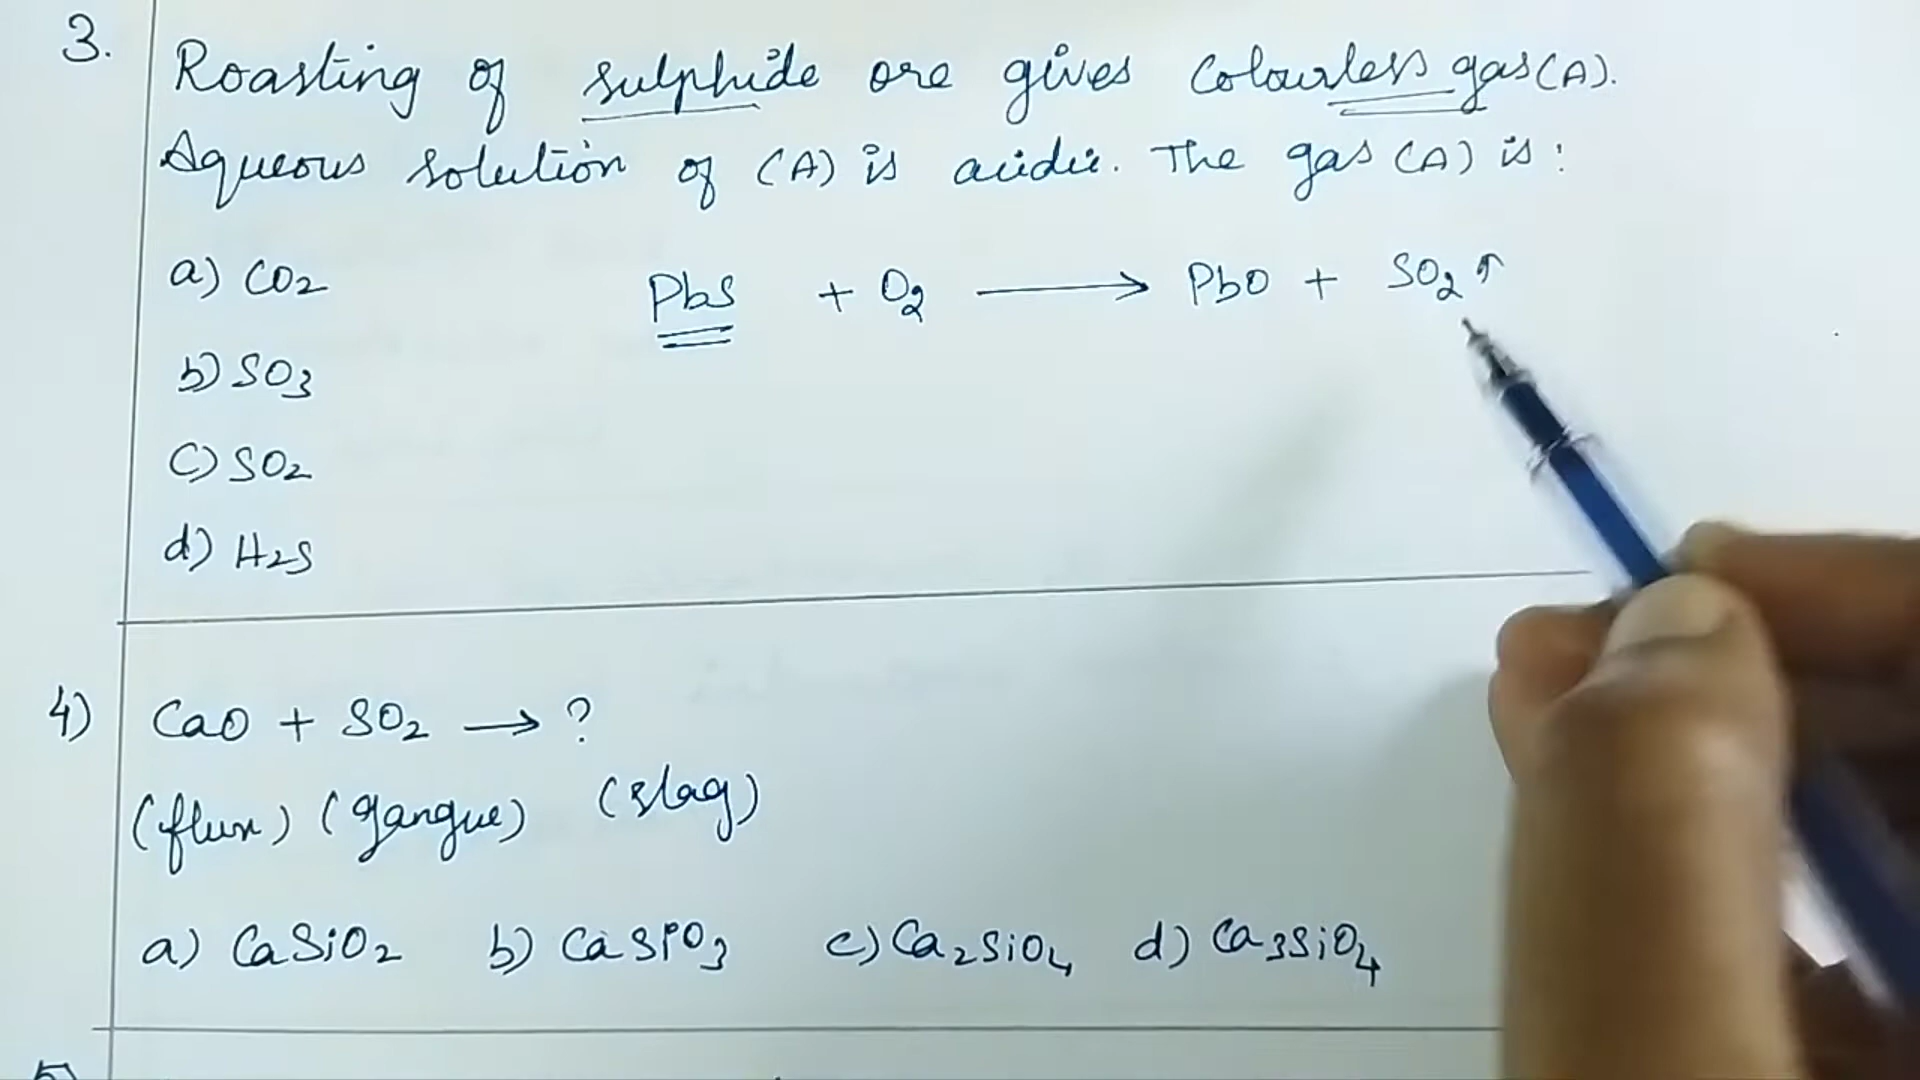 3.
Roasting of sulphide ore gives Colourless gas (A).
Aqueous solution of (A) is acidic. The gas (A) is:
a) CO2
PbS + O2 ⟶ PbO + SO2 ↑
b) SO3
c) SO2
d) H2S
4) CaO + SO2 → ?
(flux) (gangue) (slag)
a) CaSiO2 b) CaSiO3 c) Ca2SiO4 d) Ca3SiO4